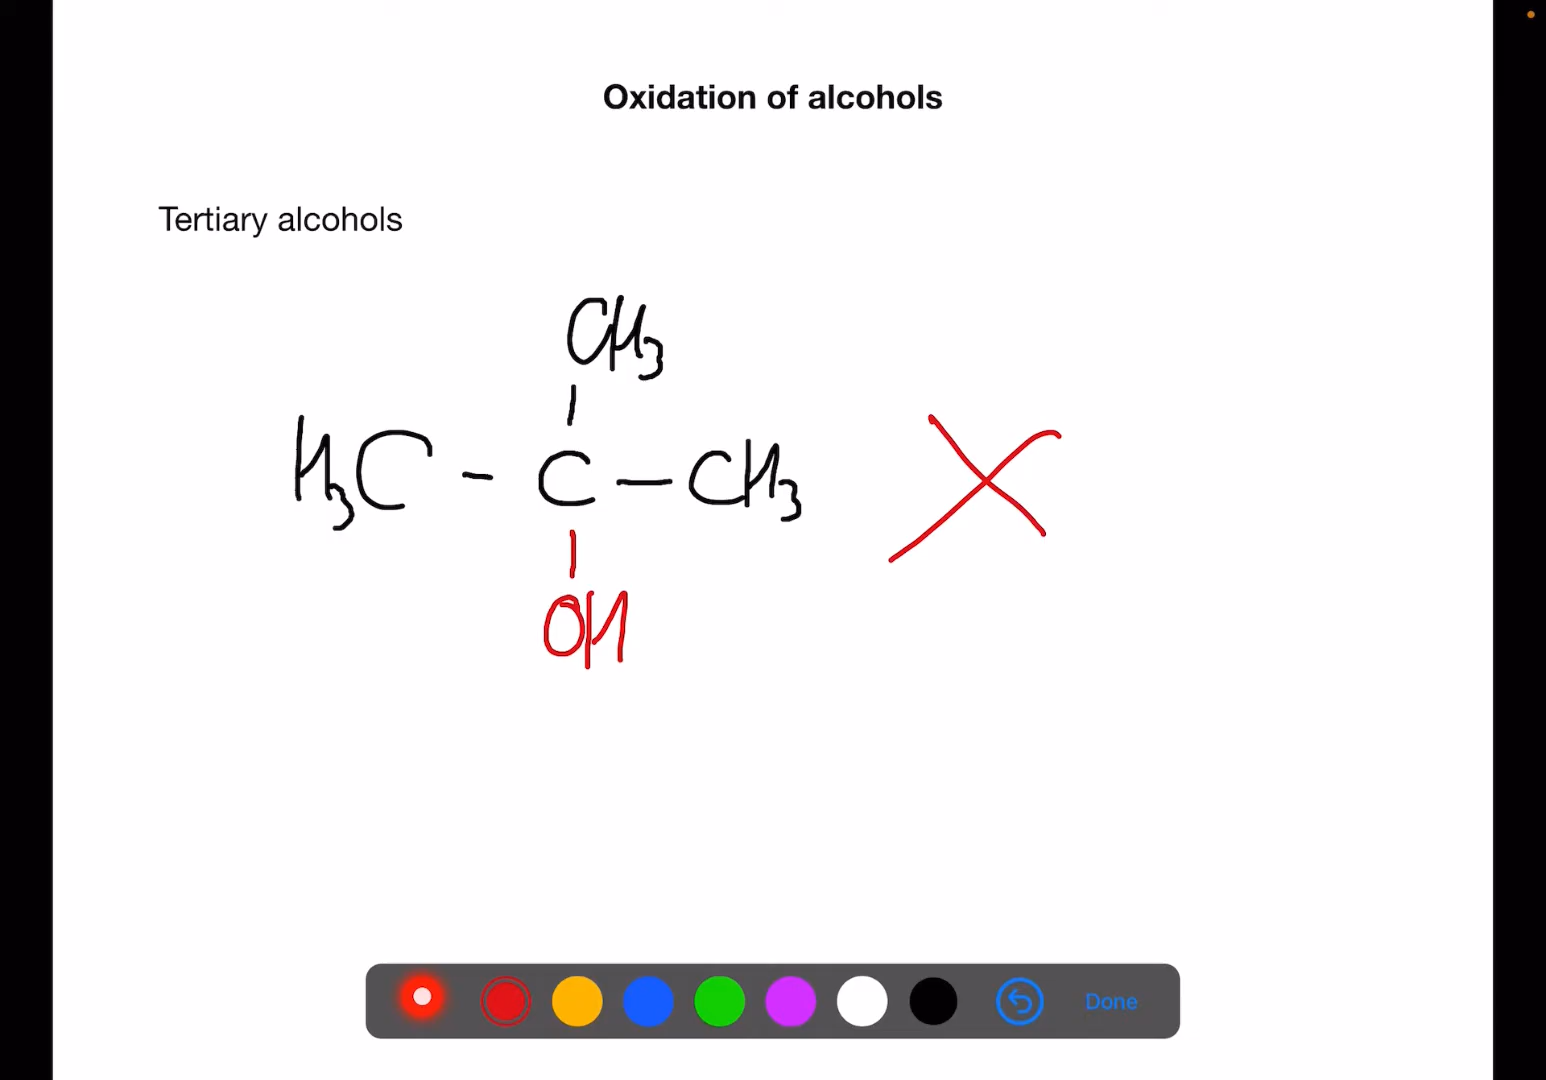 Oxidation of alcohols
Tertiary alcohols
CH3
H3C - C - CH3
OH
Done